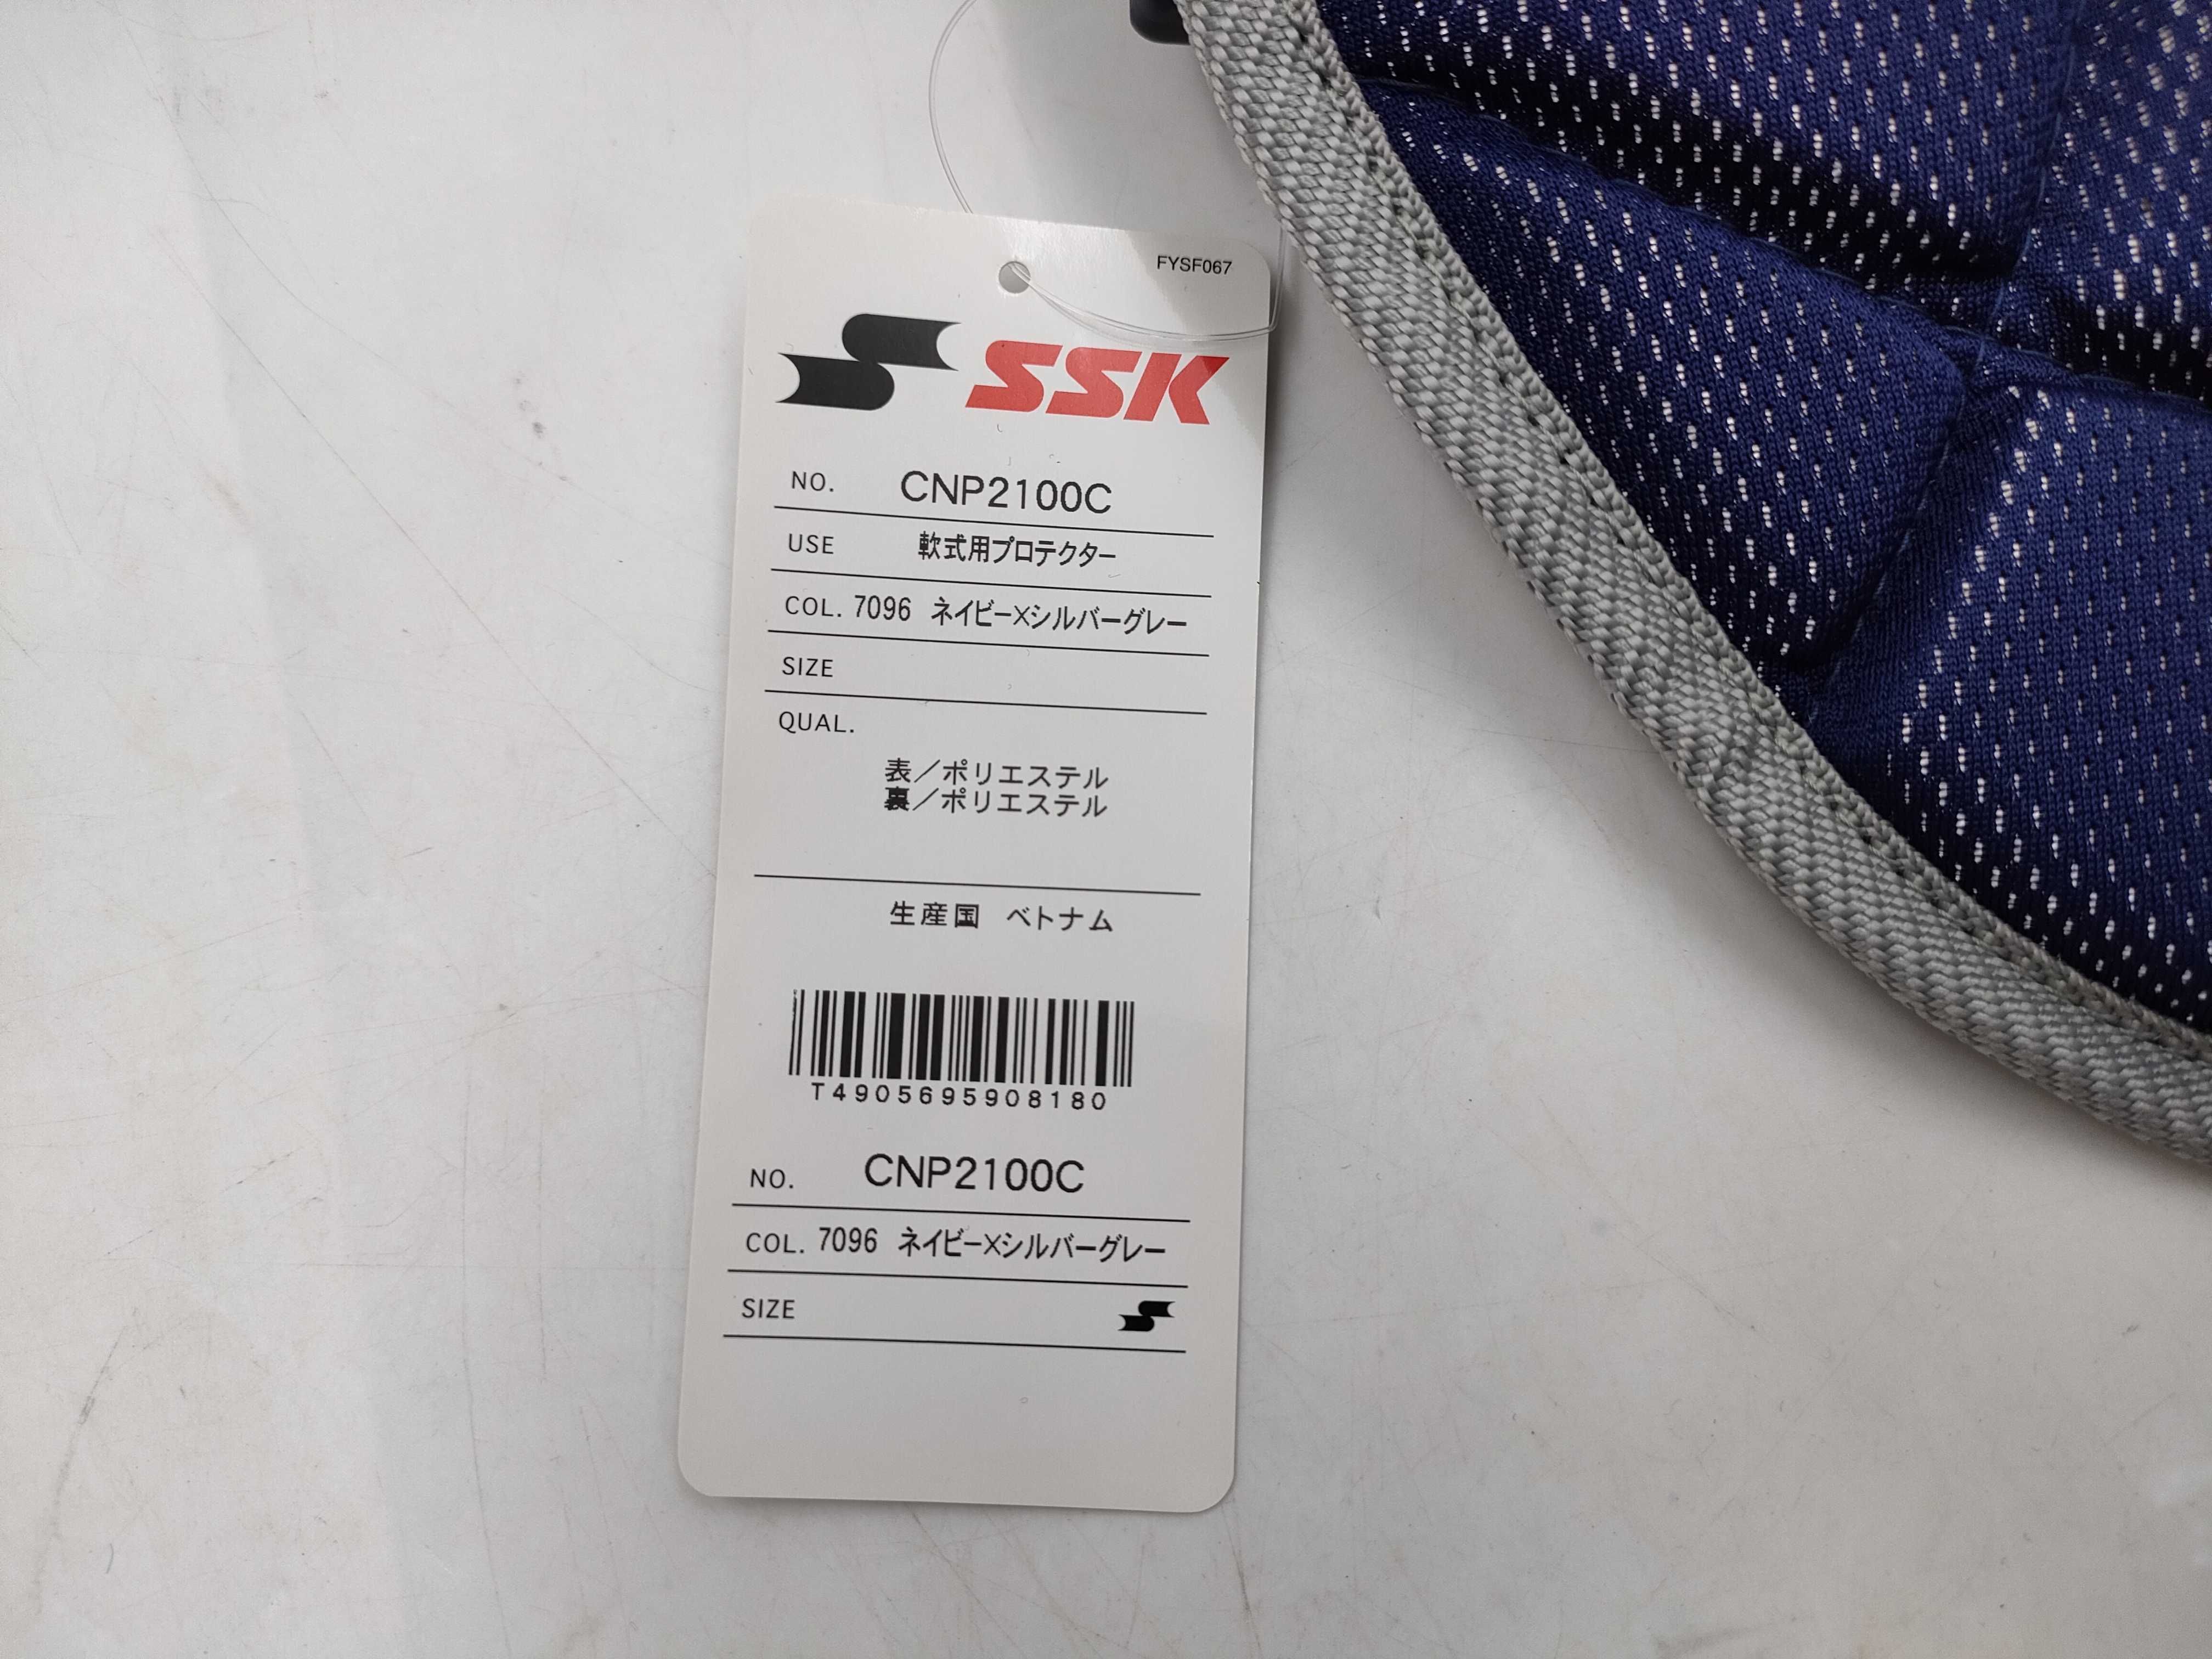 FYSF067
SSK
NO. CNP2100C
USE 軟式用プロテクター
COL. 7096 ネイビー×シルバーグレー
SIZE
QUAL.
表／ポリエステル
裏／ポリエステル
生産国 ベトナム
T4905695908180
NO. CNP2100C
COL. 7096 ネイビー×シルバーグレー
SIZE